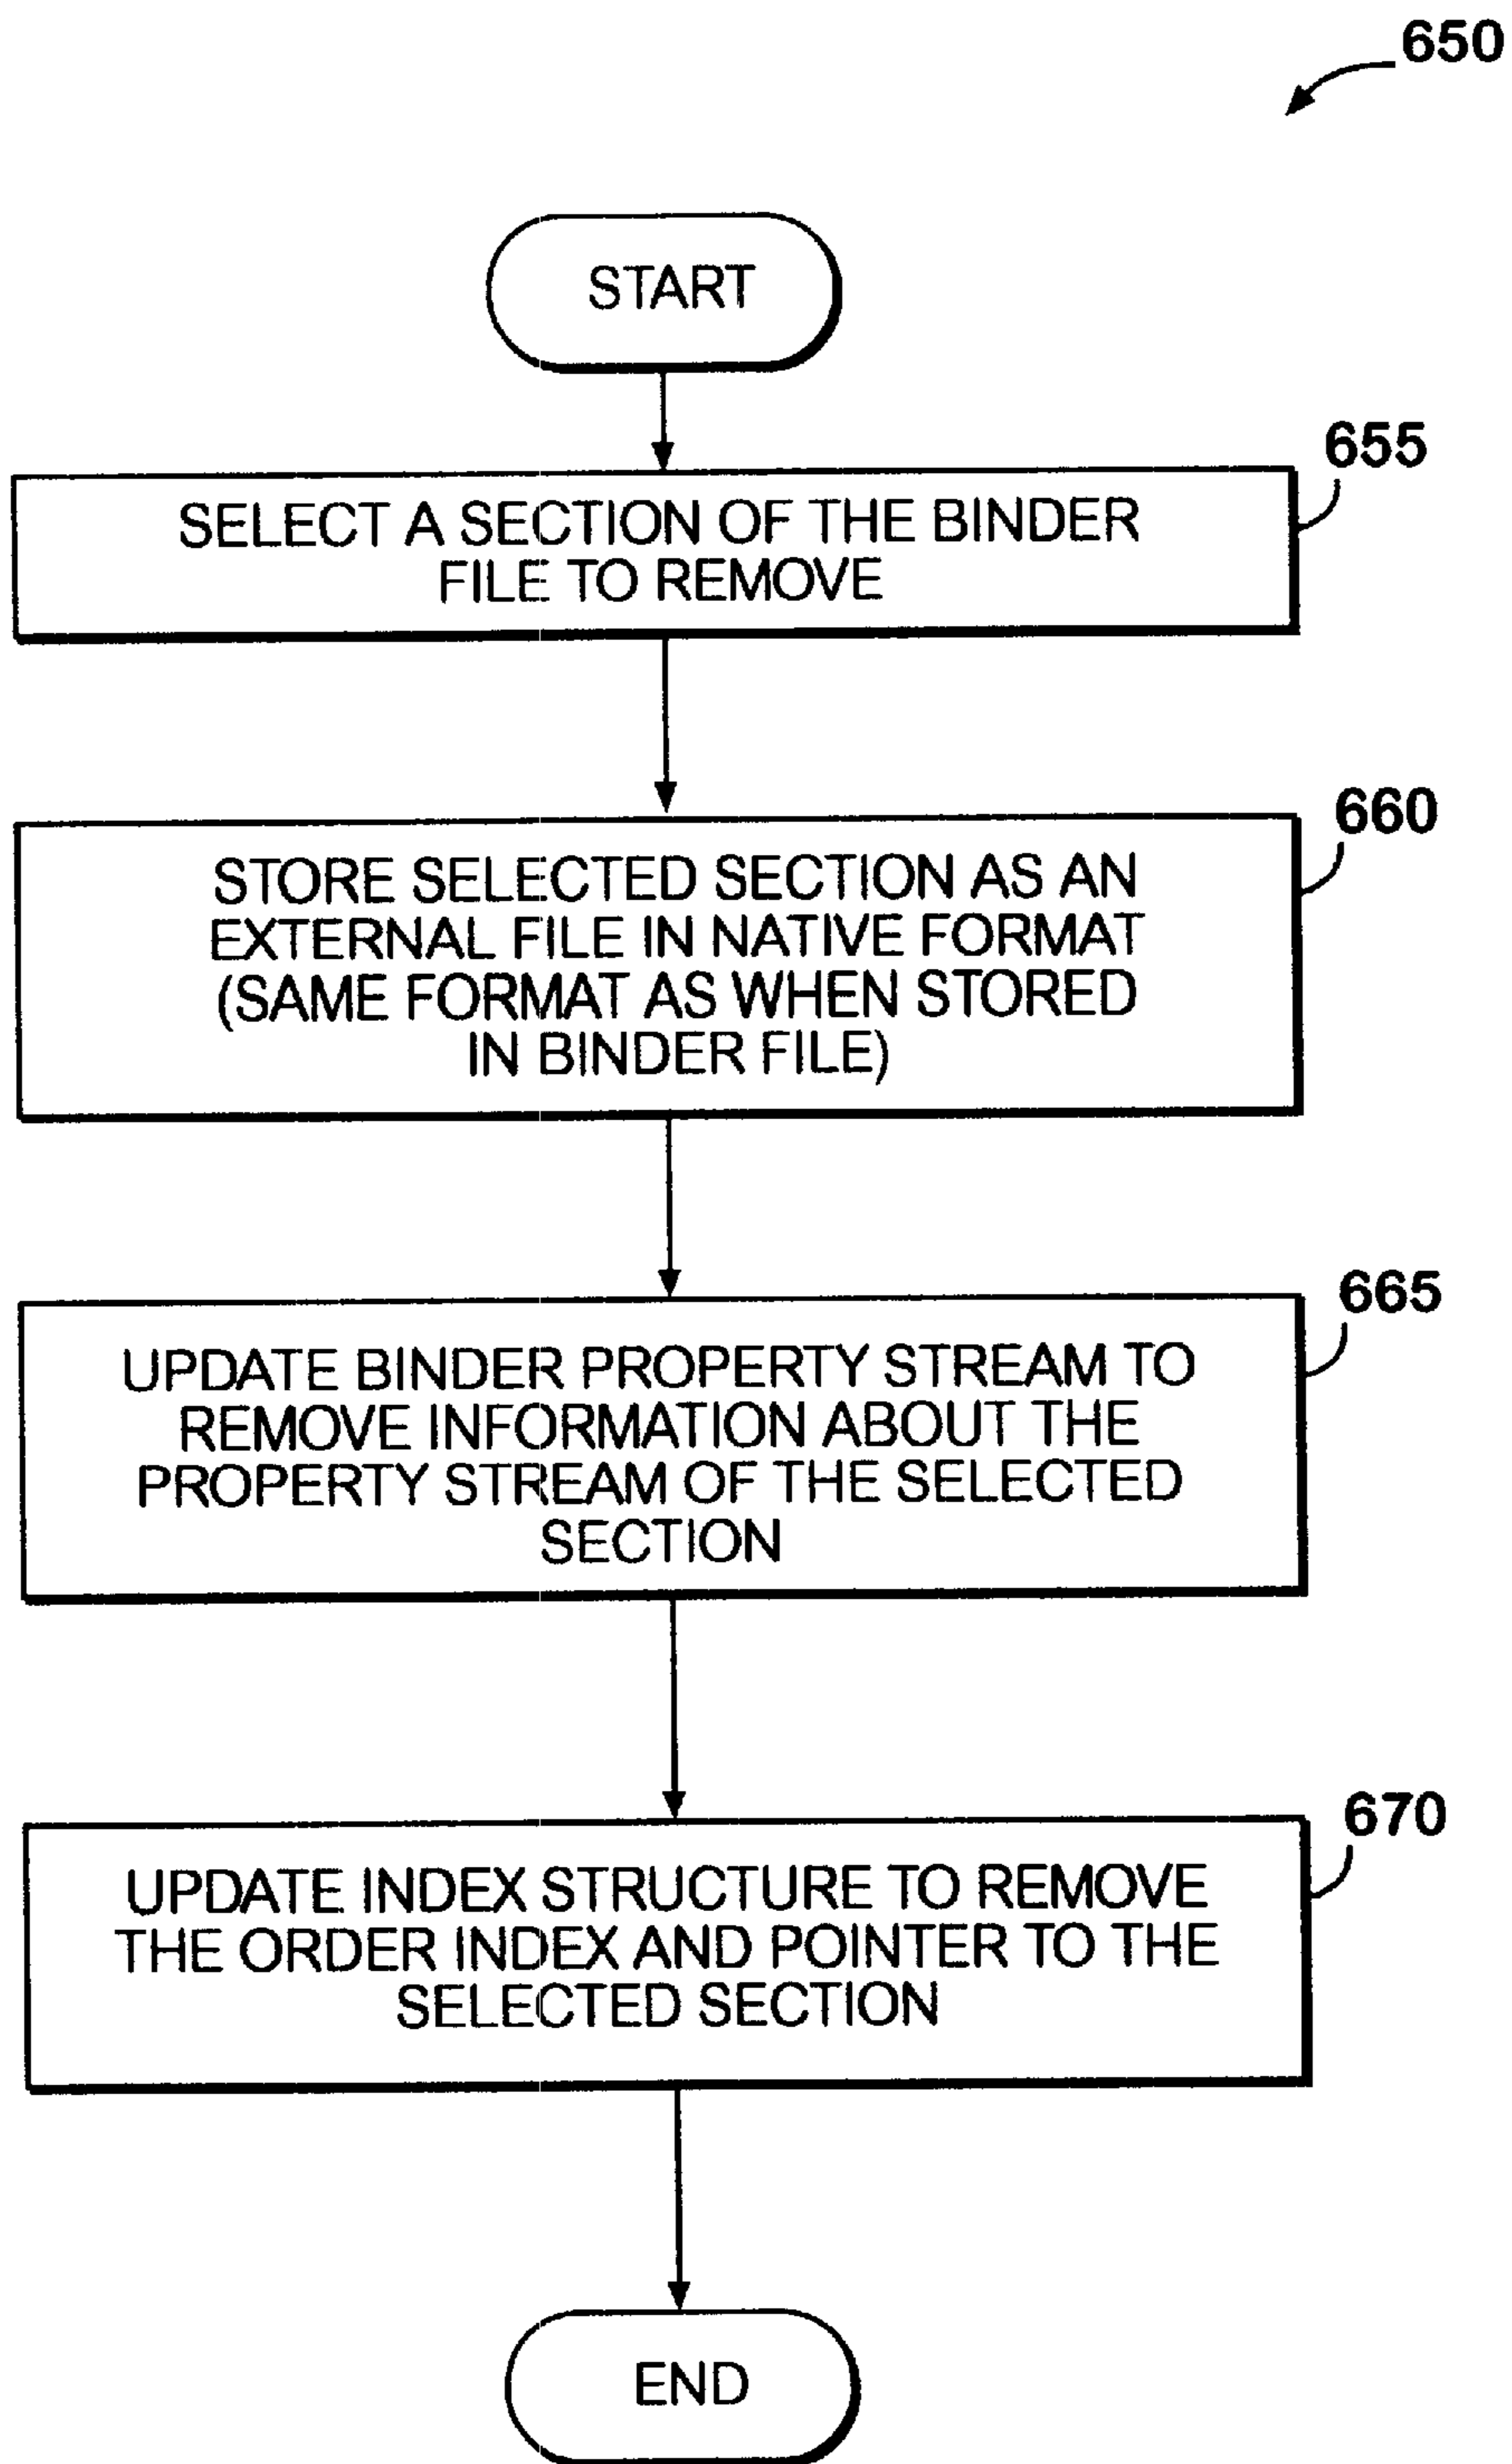 650
START
655
SELECT A SECTION OF THE BINDER
FILE TO REMOVE
660
STORE SELECTED SECTION AS AN
EXTERNAL FILE IN NATIVE FORMAT
(SAME FORMAT AS WHEN STORED
IN BINDER FILE)
665
UPDATE BINDER PROPERTY STREAM TO
REMOVE INFORMATION ABOUT THE
PROPERTY STREAM OF THE SELECTED
SECTION
670
UPDATE INDEX STRUCTURE TO REMOVE
THE ORDER INDEX AND POINTER TO THE
SELECTED SECTION
END